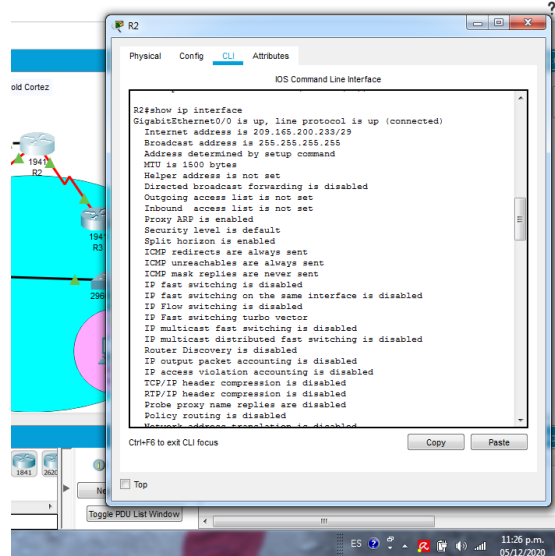 ?
R2
Physical Config CLI Attributes
IOS Command Line Interface
old Cortez
R2#show ip interface
GigabitEthernet0/0 is up, line protocol is up (connected)
Internet address is 209.165.200.233/29
Broadcast address is 255.255.255.255
Address determined by setup command
MTU is 1500 bytes
Helper address is not set
Directed broadcast forwarding is disabled
Outgoing access list is not set
Inbound access list is not set
Proxy ARP is enabled
Security level is default
Split horizon is enabled
ICMP redirects are always sent
ICMP unreachables are always sent
ICMP mask replies are never sent
IP fast switching is disabled
IP fast switching on the same interface is disabled
IP Flow switching is disabled
IP Fast switching turbo vector
IP multicast fast switching is disabled
IP multicast distributed fast switching is disabled
Router Discovery is disabled
IP output packet accounting is disabled
IP access violation accounting is disabled
TCP/IP header compression is disabled
RTP/IP header compression is disabled
Probe proxy name replies are disabled
Policy routing is disabled
Network address translation is disabled
1941
R2
194
R3
296
Ctrl+F6 to exit CLI focus
Copy
Paste
1841
2620
Ne
Top
Toggle PDU List Window
ES
11:26 p.m.
05/12/2020